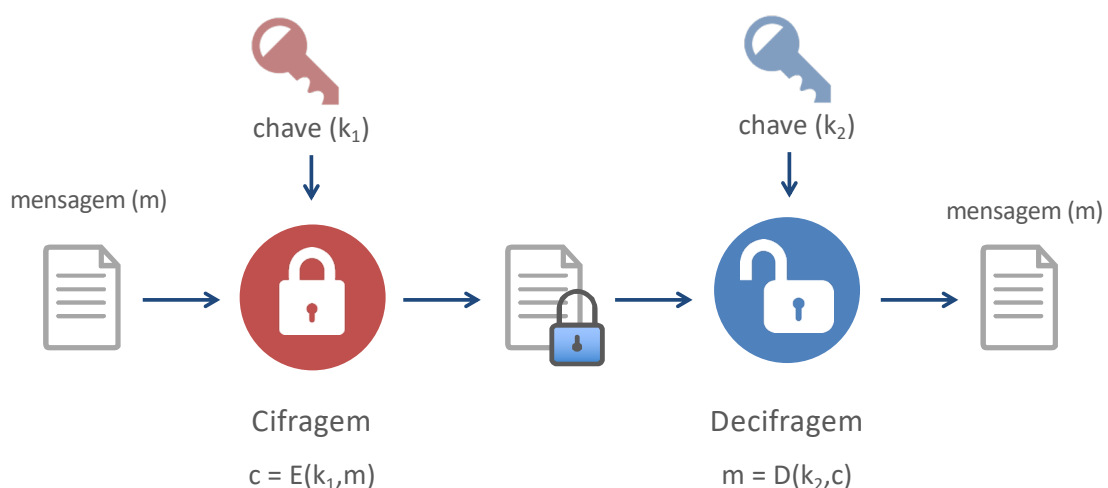 chave (k₁)
chave (k₂)
mensagem (m)
mensagem (m)
Cifragem
Decifragem
c = E(k₁,m)
m = D(k₂,c)